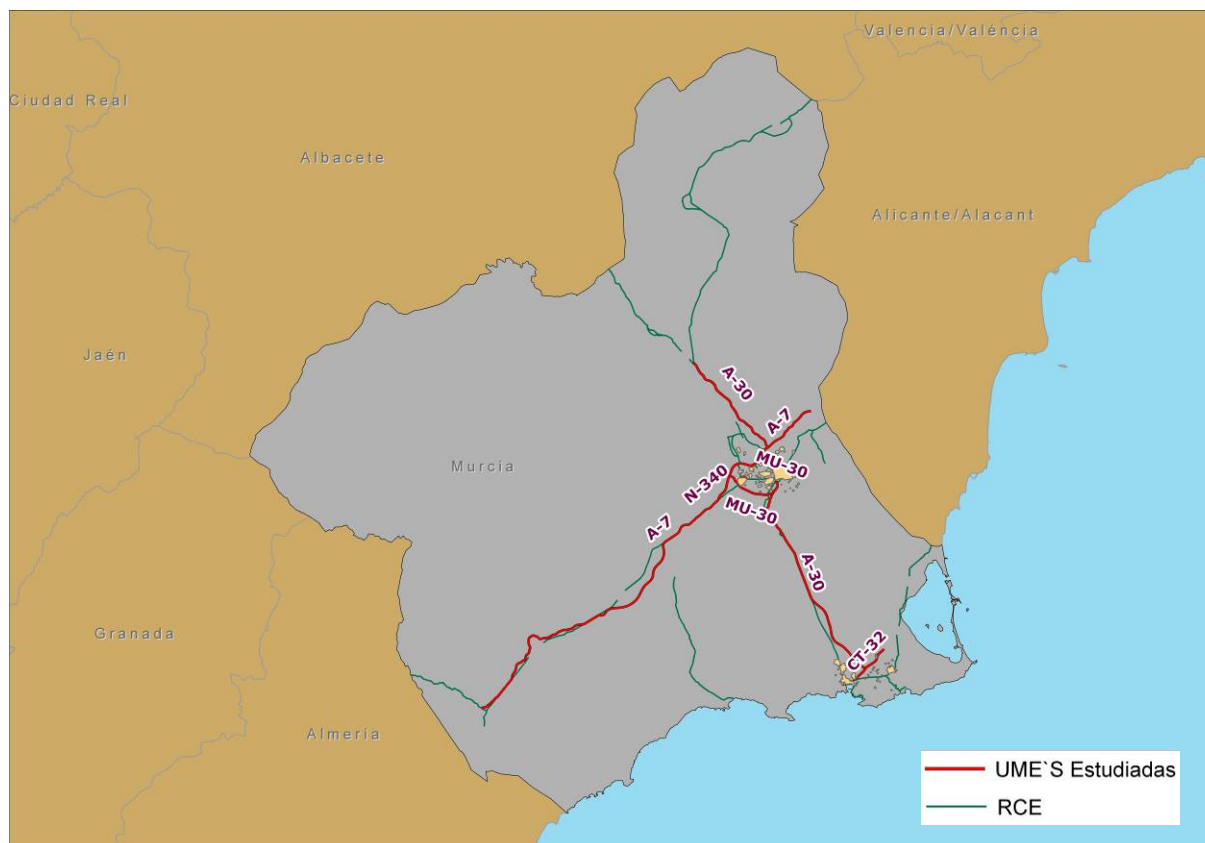 Valencia/València
Ciudad Real
Albacete
Alicante/Alacant
Jaén
A-30
A-7
Murcia
MU-30
N-340
MU-30
A-7
A-30
Granada
CT-32
Almería
UME`S Estudiadas
RCE